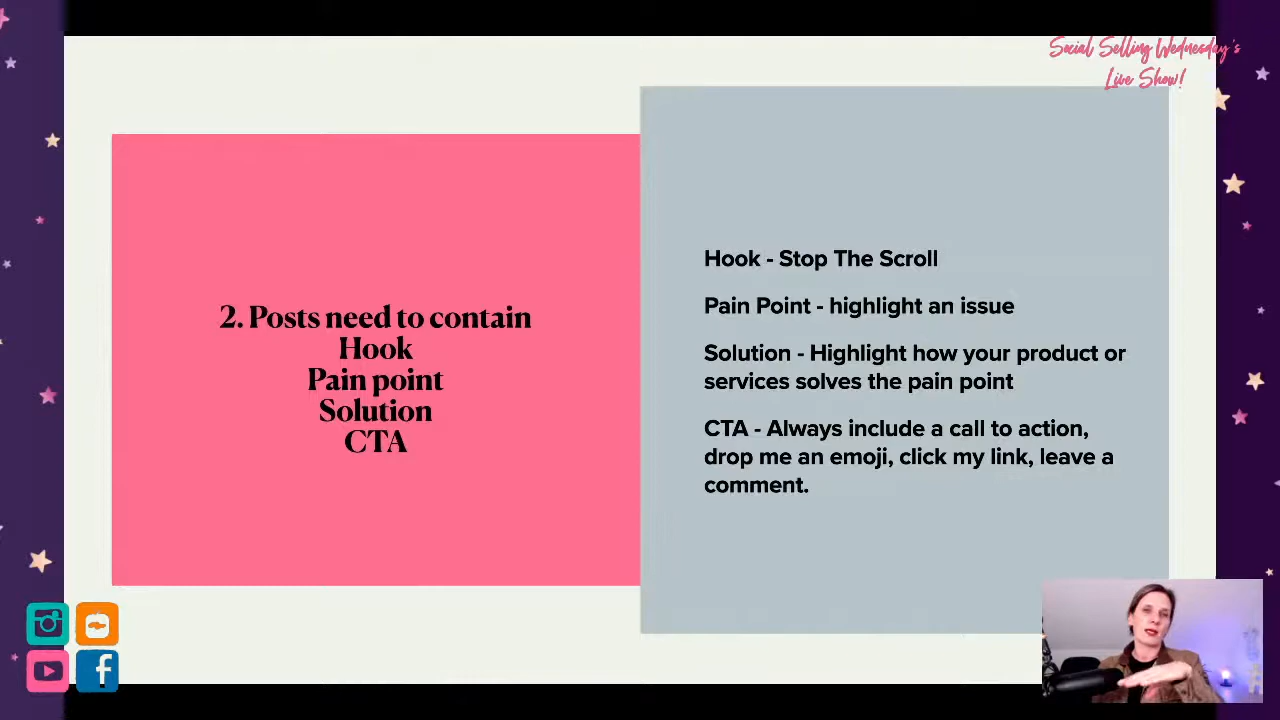 Social Selling Wednesday's
Live Show!
2. Posts need to contain
Hook
Pain point
Solution
CTA
Hook - Stop The Scroll
Pain Point - highlight an issue
Solution - Highlight how your product or
services solves the pain point
CTA - Always include a call to action,
drop me an emoji, click my link, leave a
comment.